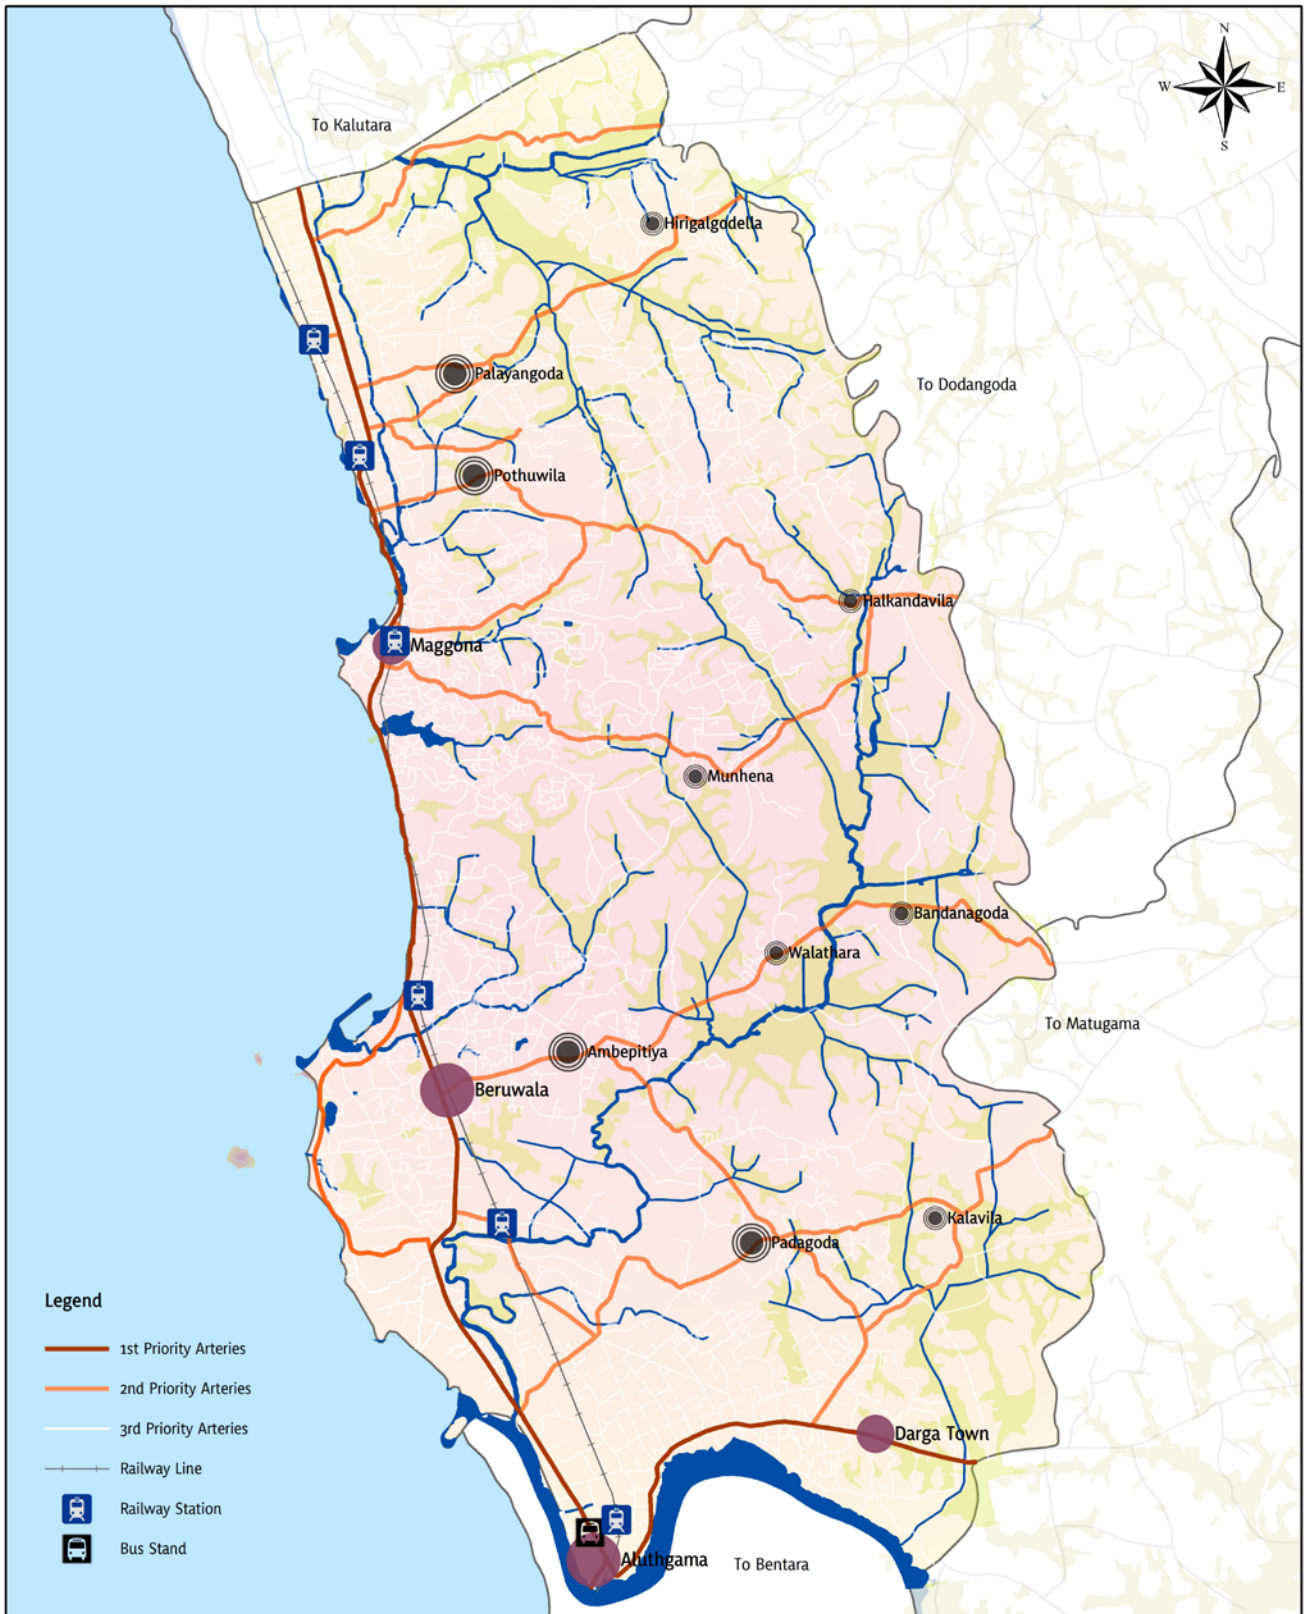 N
W
E
S
To Kalutara
Hirigalgodella
Palayangoda
To Dodangoda
Pothuwila
Halkandavila
Maggona
Munhena
Bandanagoda
Walathara
To Matugama
Ambepitiya
Beruwala
Kalavila
Padagoda
Legend
1st Priority Arteries
2nd Priority Arteries
3rd Priority Arteries
Darga Town
Railway Line
Railway Station
Bus Stand
Aluthgama
To Bentara